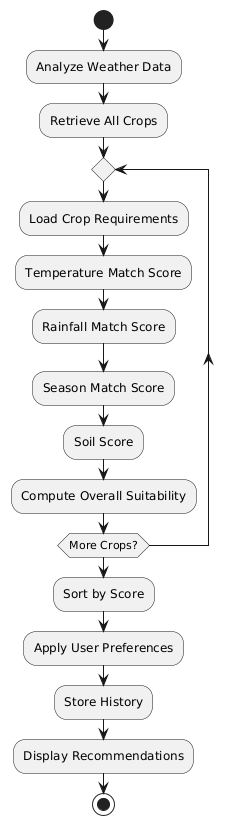 Analyze Weather Data
Retrieve All Crops
Load Crop Requirements
Temperature Match Score
Rainfall Match Score
Season Match Score
Soil Score
Compute Overall Suitability
More Crops?
Sort by Score
Apply User Preferences
Store History
Display Recommendations